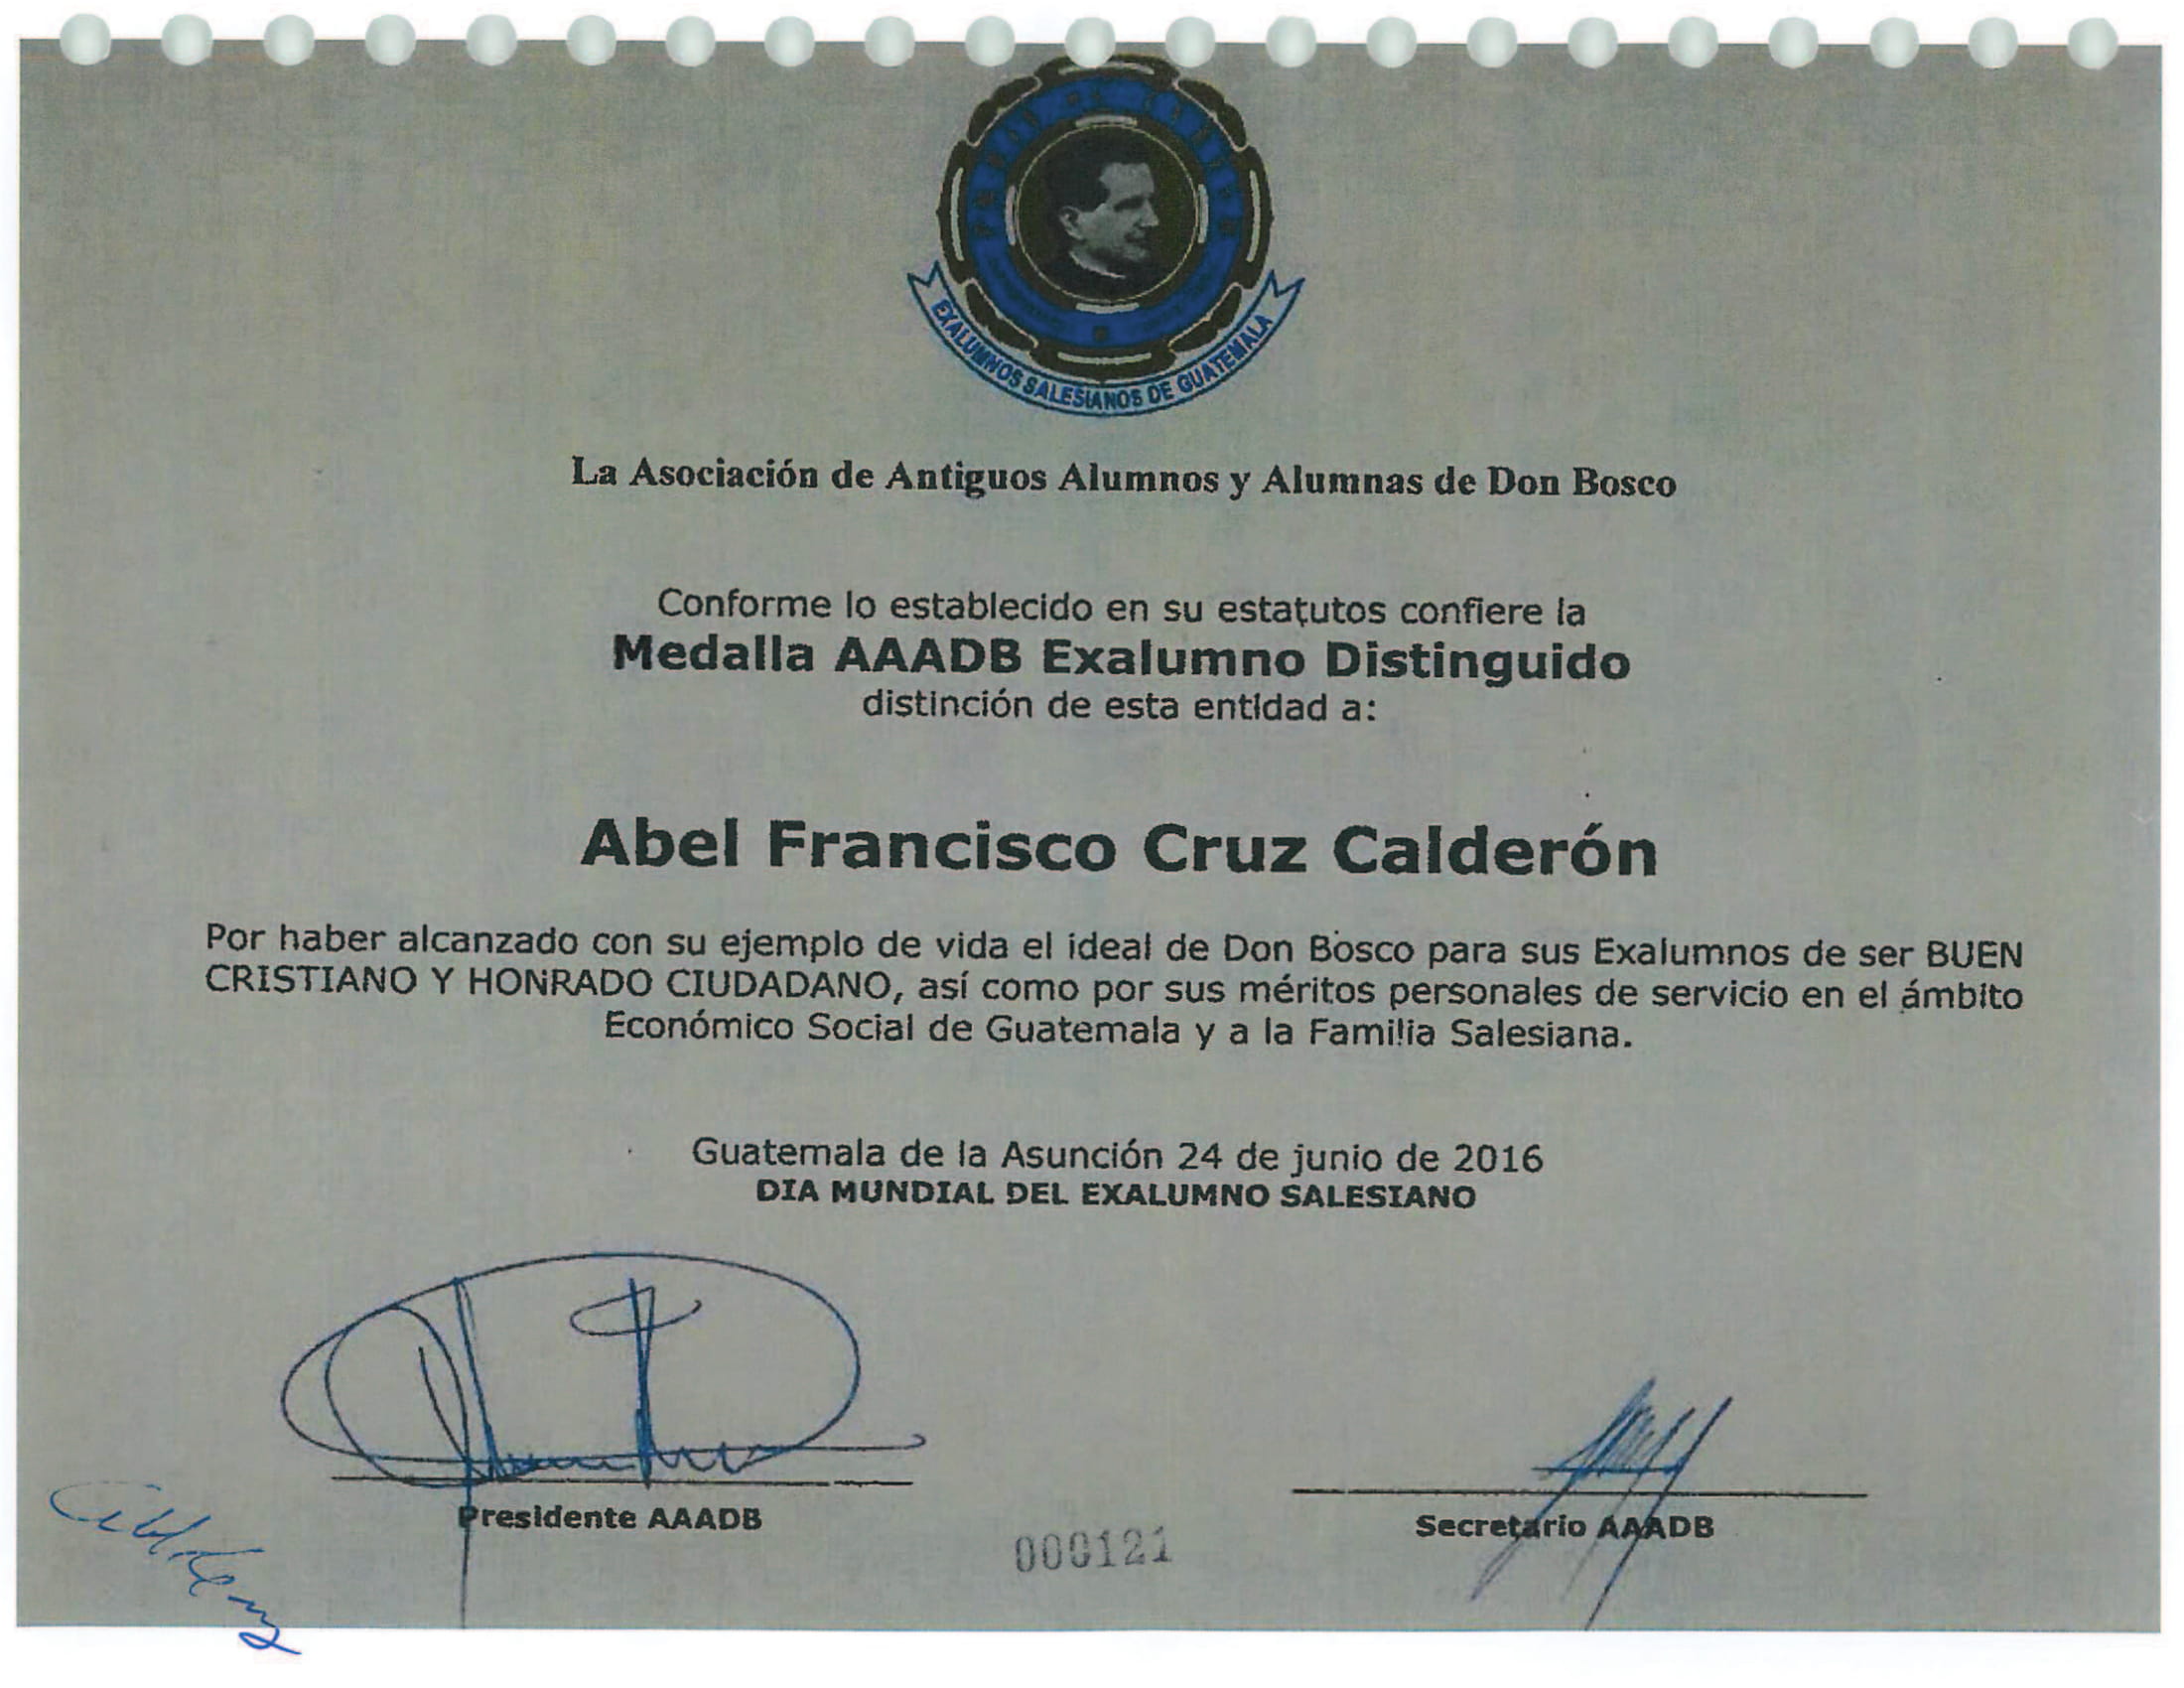 EXALUMNOS SALESIANOS DE GUATEMALA
La Asociación de Antiguos Alumnos y Alumnas de Don Bosco
Conforme lo establecido en su estatutos confiere la
Medalla AAADB Exalumno Distinguido
distinción de esta entidad a:
Abel Francisco Cruz Calderón
Por haber alcanzado con su ejemplo de vida el ideal de Don Bosco para sus Exalumnos de ser BUEN
CRISTIANO Y HONRADO CIUDADANO, así como por sus méritos personales de servicio en el ámbito
Económico Social de Guatemala y a la Familia Salesiana.
Guatemala de la Asunción 24 de junio de 2016
DIA MUNDIAL DEL EXALUMNO SALESIANO
Presidente AAADB
Secretario AAADB
000121